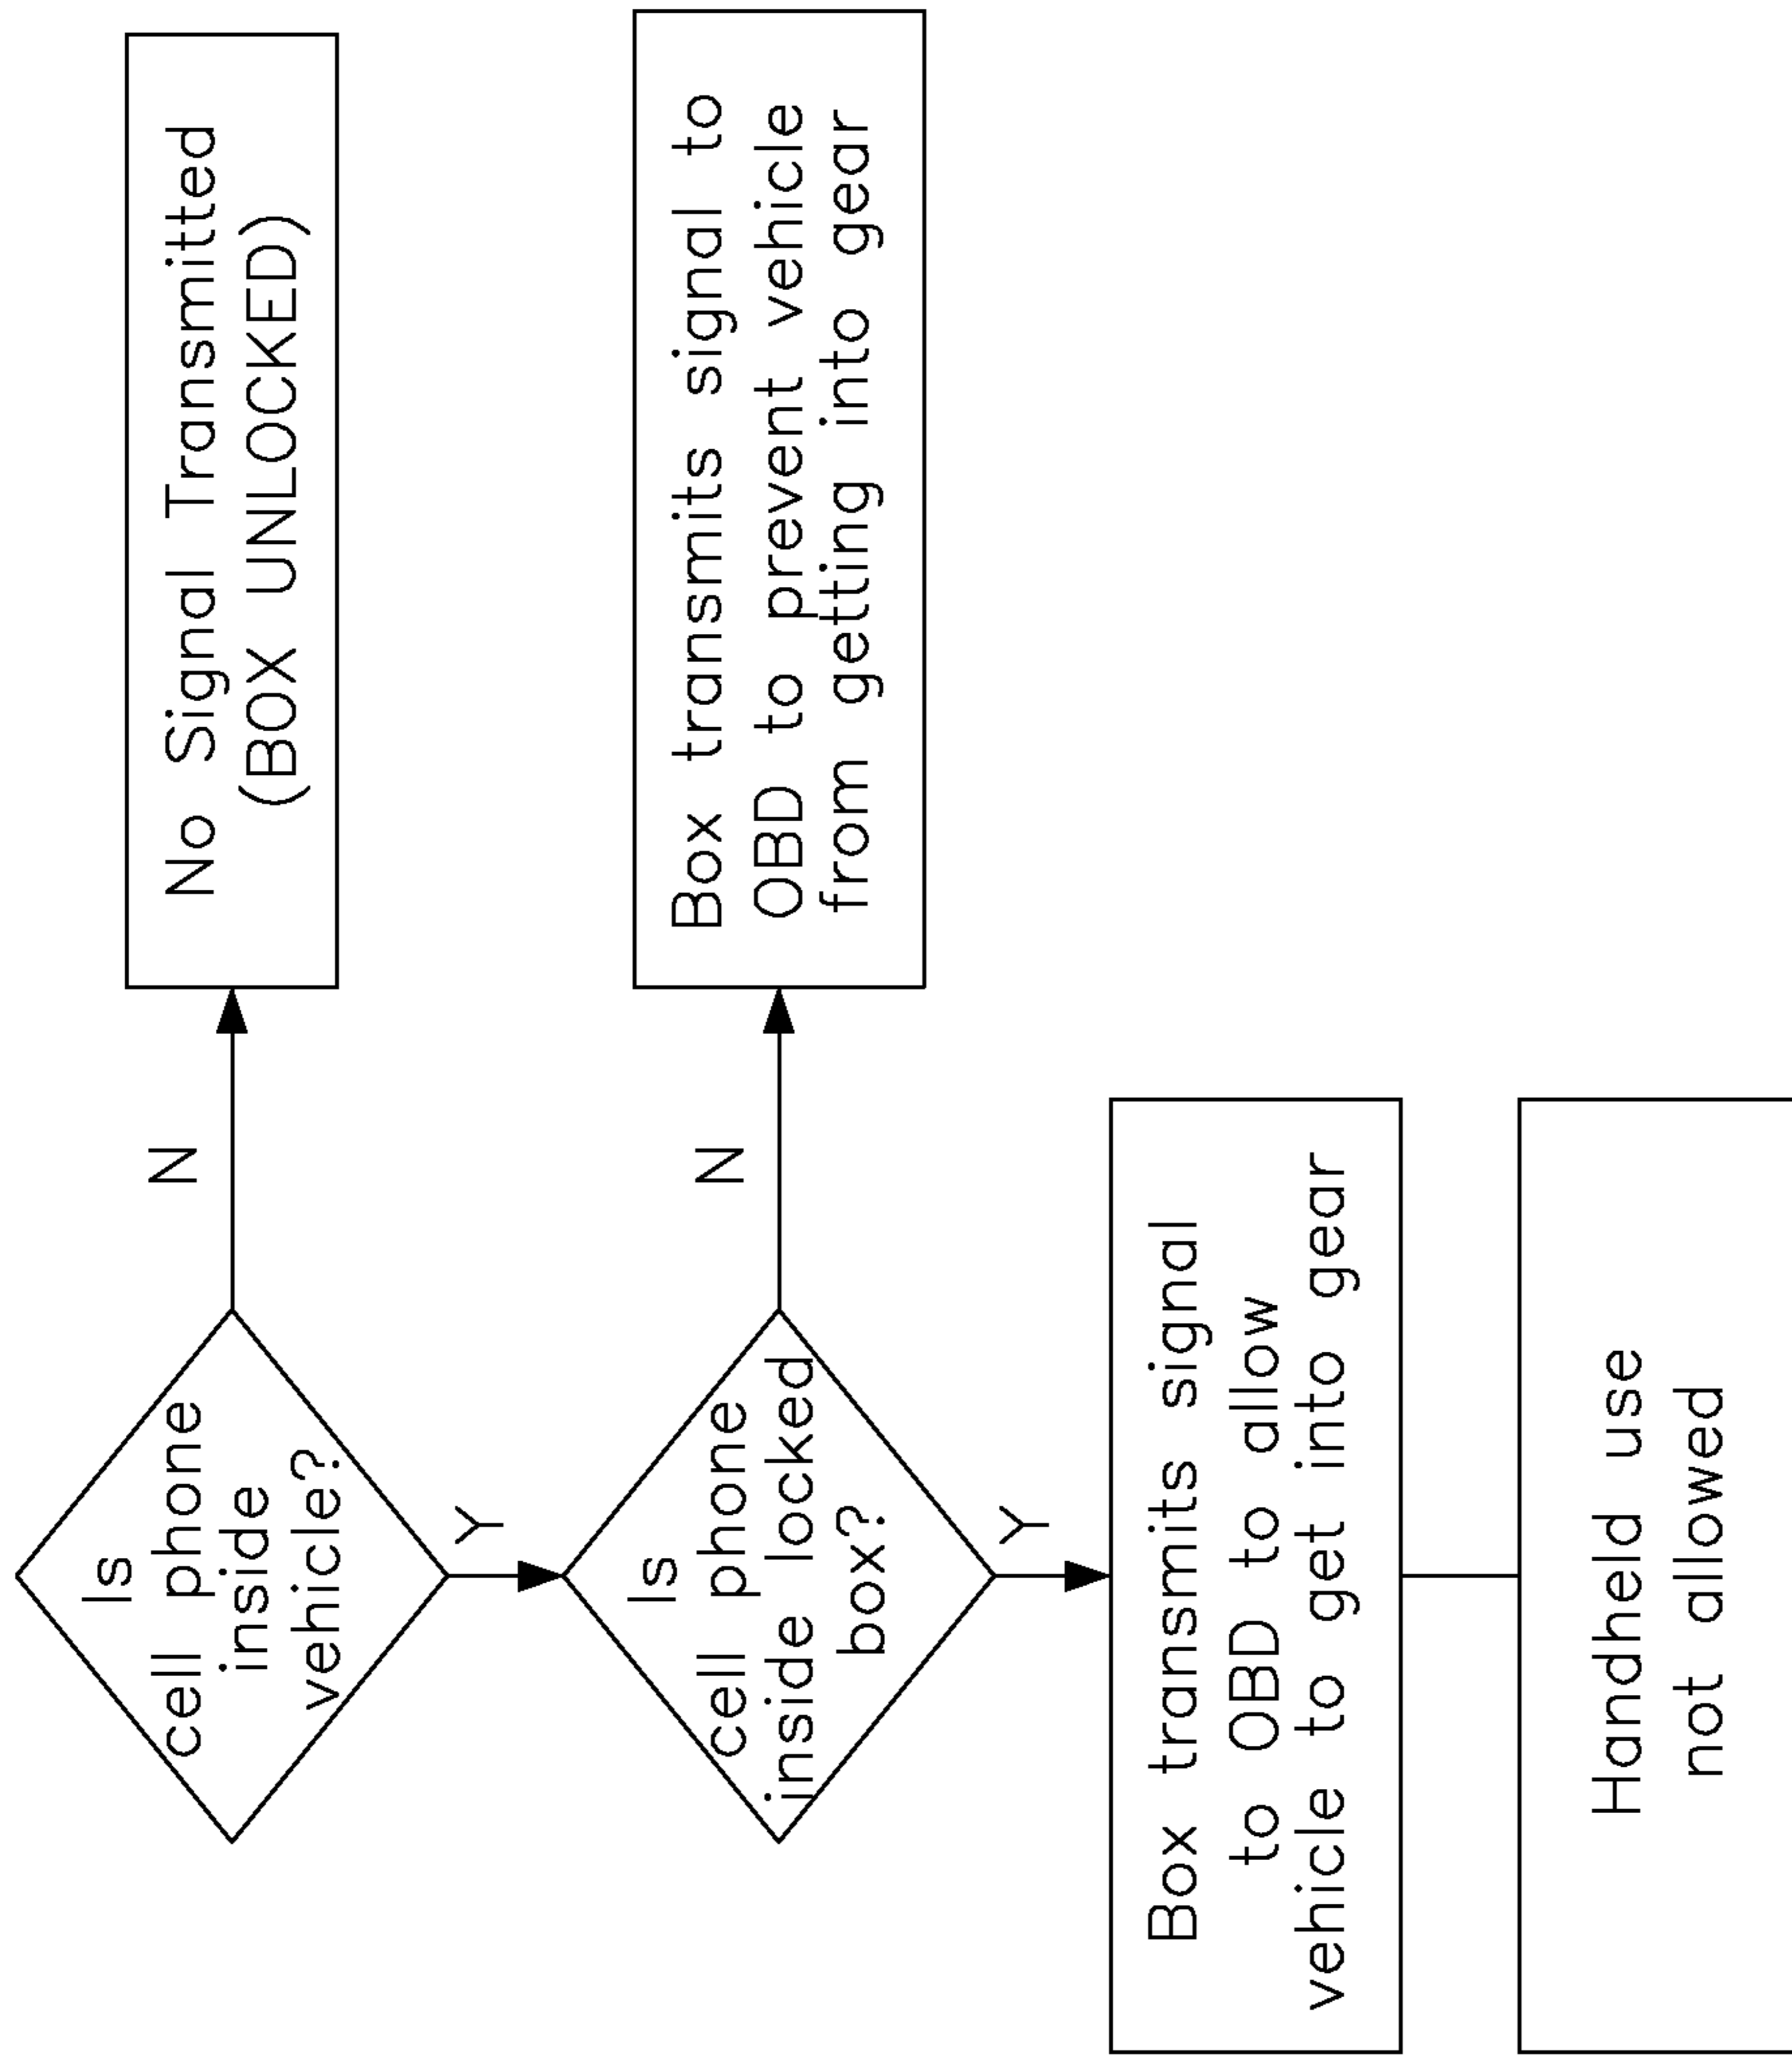 Is
cell phone
inside
vehicle?
N
No Signal Transmitted
(BOX UNLOCKED)
Y
Is
cell phone
inside locked
box?
N
Box transmits signal to
OBD to prevent vehicle
from getting into gear
Y
Box transmits signal
to OBD to allow
vehicle to get into gear
Handheld use
not allowed